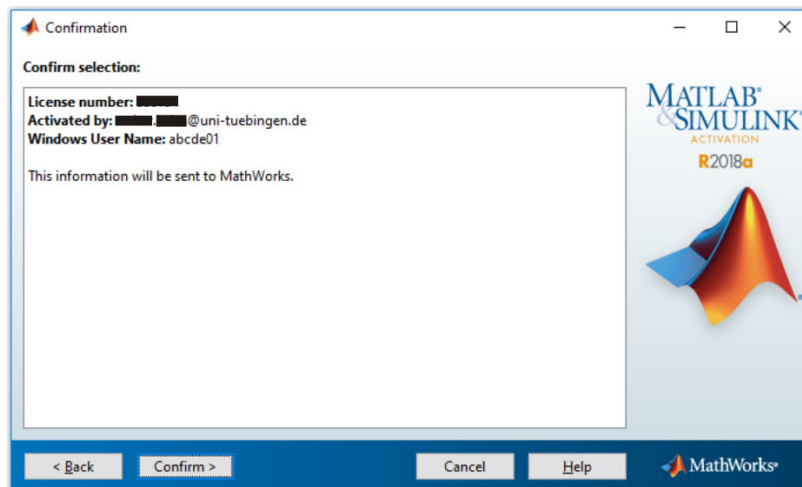 Confirmation
Confirm selection:
License number:
Activated by: . @uni-tuebingen.de
Windows User Name: abcde01
This information will be sent to MathWorks.
MATLAB®
&SIMULINK®
ACTIVATION
R2018a
< Back
Confirm >
Cancel
Help
MathWorks®